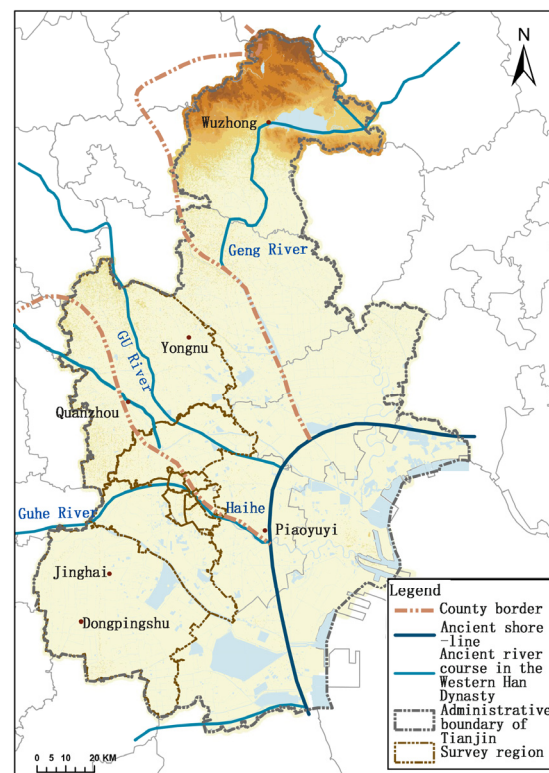 N
Wuzhong
Geng River
GU River
Yongnu
Quanzhou
Guhe River
Haihe
Piaoyuyi
Jinghai
Dongpingshu
Legend
County border
Ancient shore
-line
Ancient river
course in the
Western Han
Dynasty
Administrative
boundary of
Tianjin
Survey region
0 5 10 20 KM